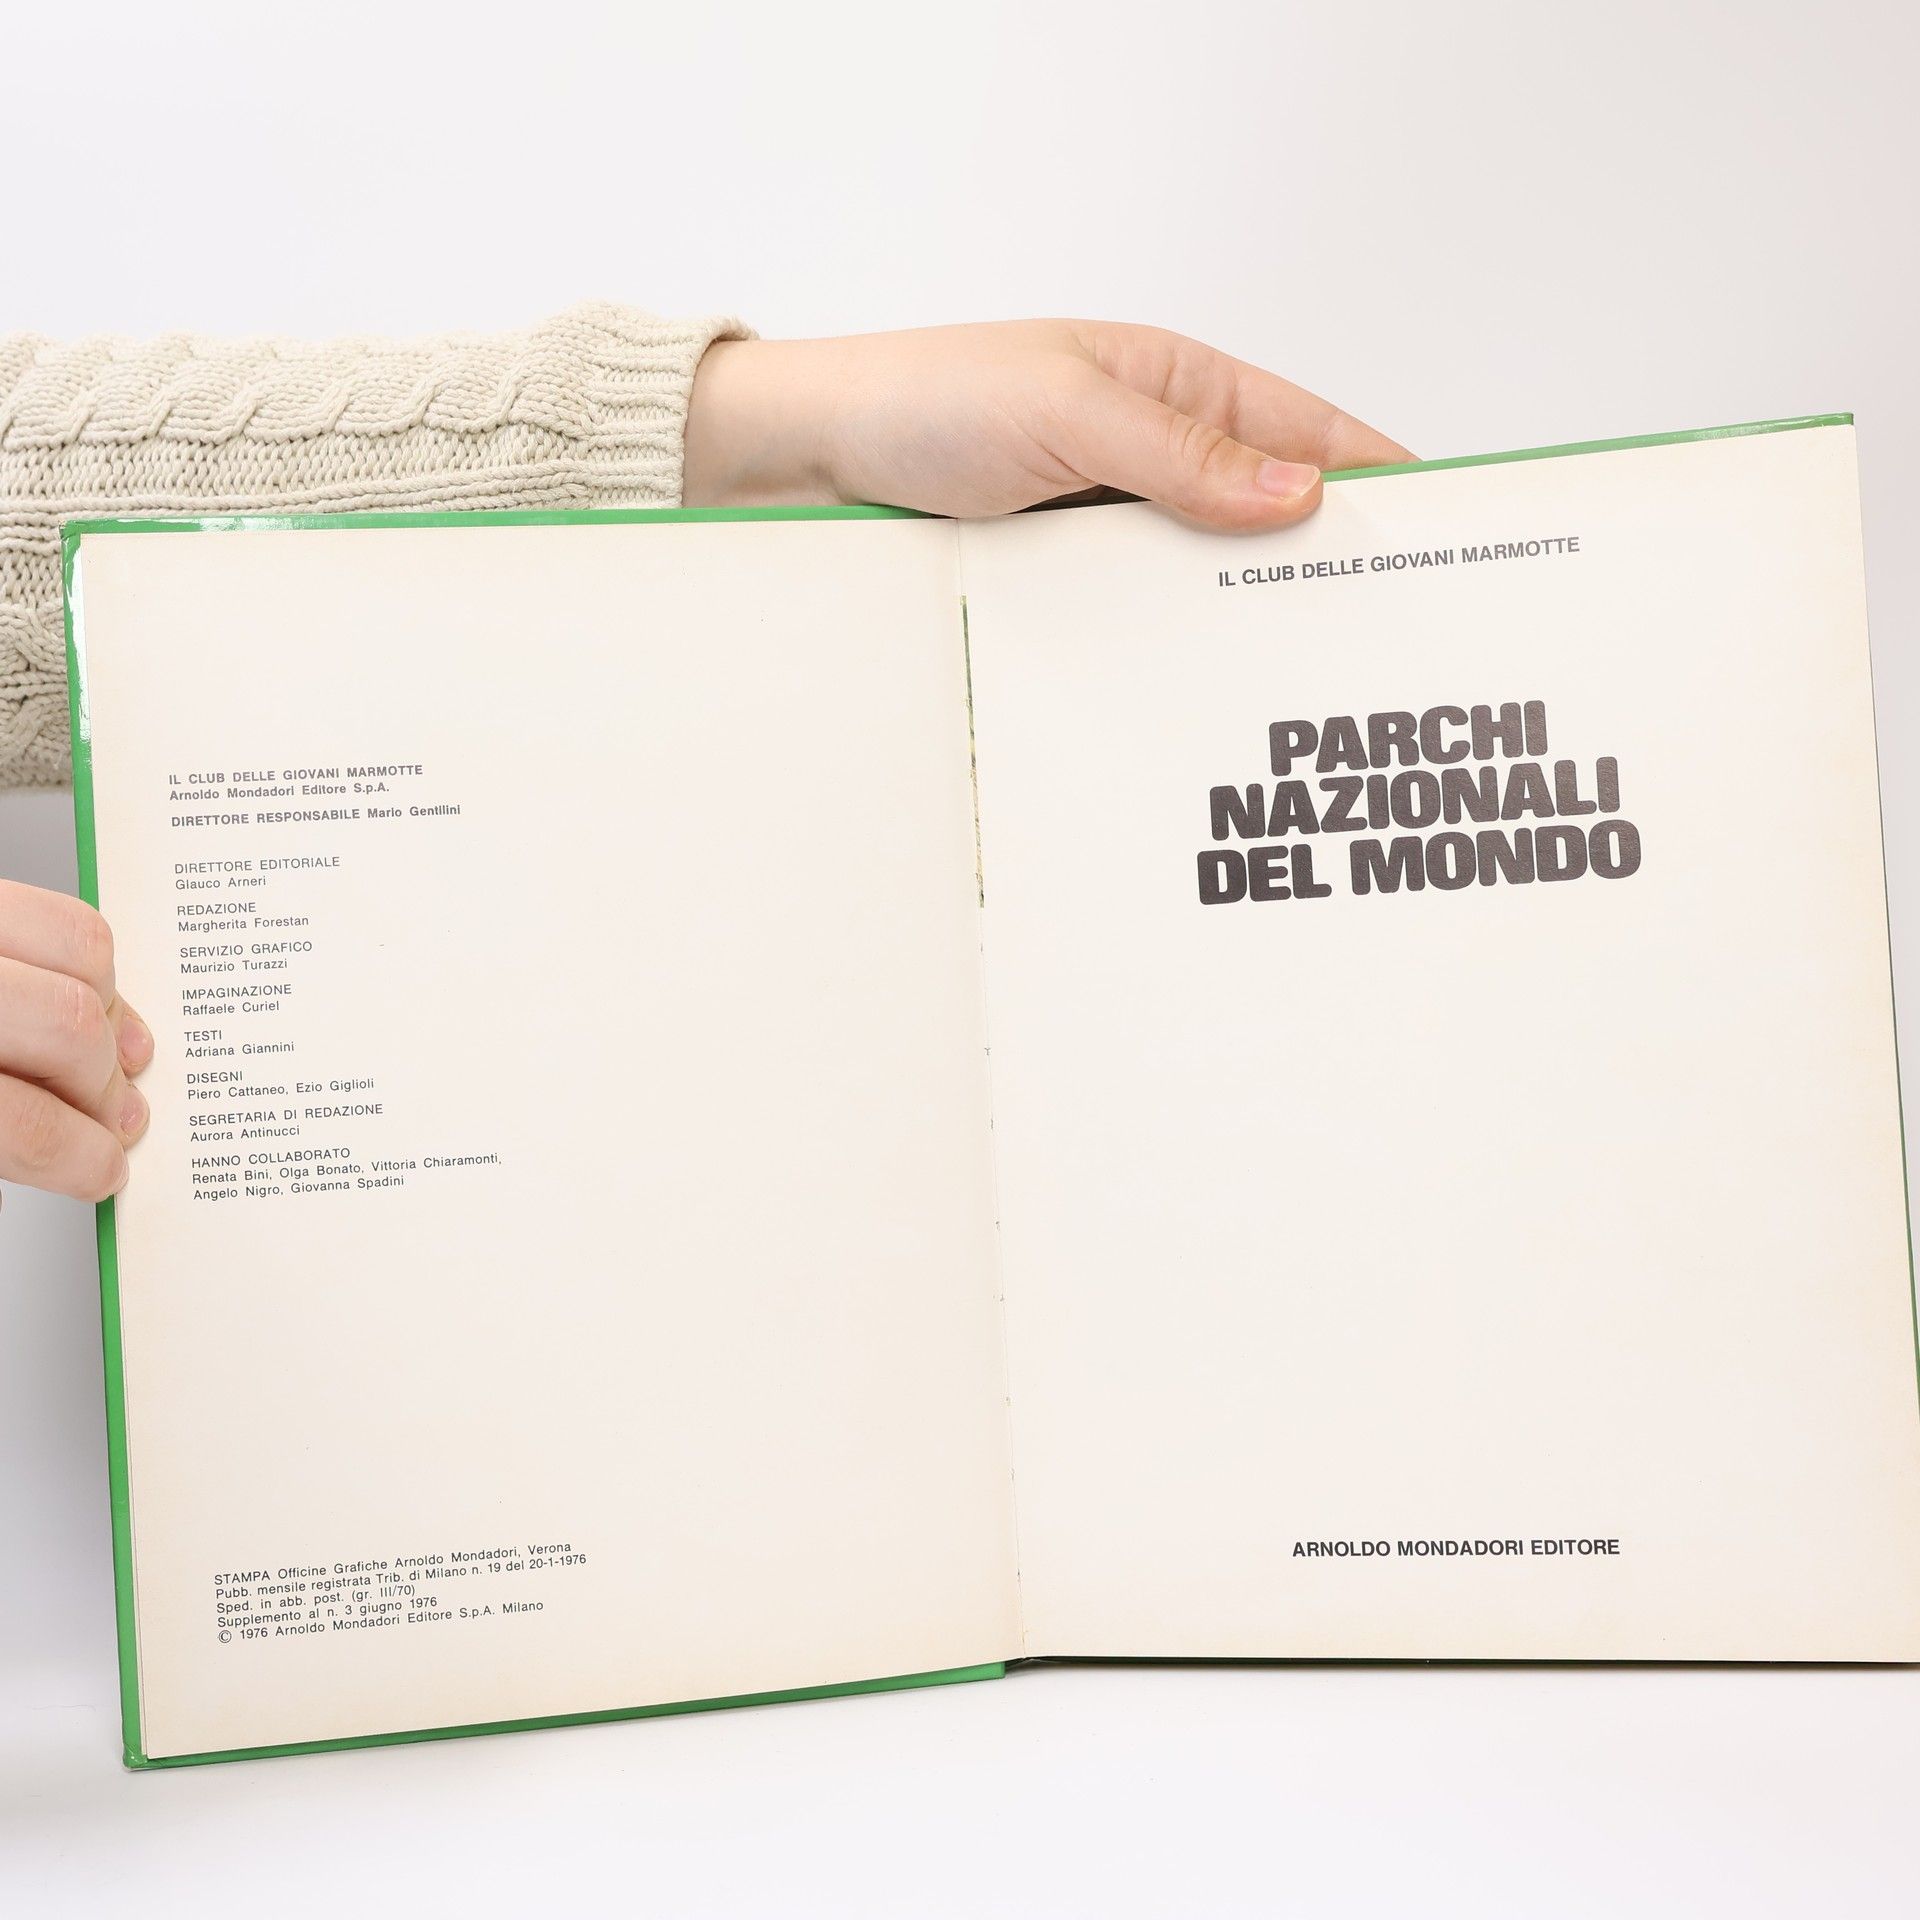 IL CLUB DELLE GIOVANI MARMOTTE
Arnoldo Mondadori Editore S.p.A.
DIRETTORE RESPONSABILE Mario Gentilini
DIRETTORE EDITORIALE
Glauco Arneri
REDAZIONE
Margherita Forestan
SERVIZIO GRAFICO
Maurizio Turazzi
IMPAGINAZIONE
Raffaele Curiel
TESTI
Adriana Giannini
DISEGNI
Piero Cattaneo, Ezio Giglioli
SEGRETARIA DI REDAZIONE
Aurora Antinucci
HANNO COLLABORATO
Renata Bini, Olga Bonato, Vittoria Chiaramonti,
Angelo Nigro, Giovanna Spadini
STAMPA Officine Grafiche Arnoldo Mondadori, Verona
Pubb. mensile registrata Trib. di Milano n. 19 del 20-1-1976
Sped. in abb. post. (gr. III/70)
Supplemento al n. 3 giugno 1976
© 1976 Arnoldo Mondadori Editore S.p.A. Milano
IL CLUB DELLE GIOVANI MARMOTTE
PARCHI
NAZIONALI
DEL MONDO
ARNOLDO MONDADORI EDITORE